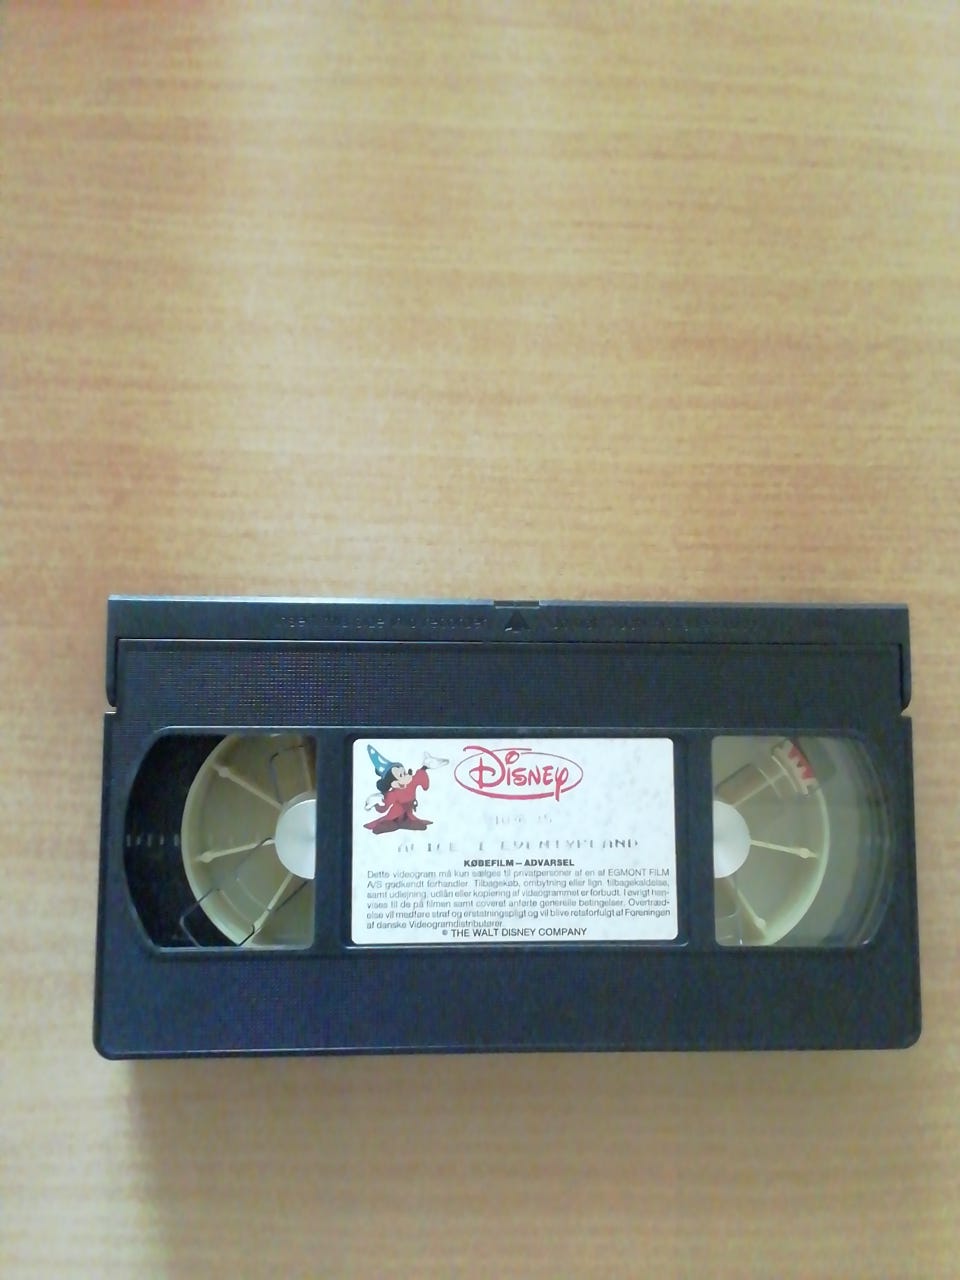 DISNEY
ALICE I EVENTYRLAND
KØBEFILM – ADVARSEL
Dette videogram må kun sælges til privatpersoner af en af EGMONT FILM
A/S godkendt forhandler. Tilbagekøb, ombytning eller lign. tilbagekaldelse,
samt udlejning, udlån eller kopiering af videogrammet er forbudt. I øvrigt hen-
vises til de på filmen samt coveret anførte generelle betingelser. Overtræd-
else vil medføre straf og erstatningspligt og vil blive retsforfulgt af Foreningen
af danske Videogramdistributører.
© THE WALT DISNEY COMPANY